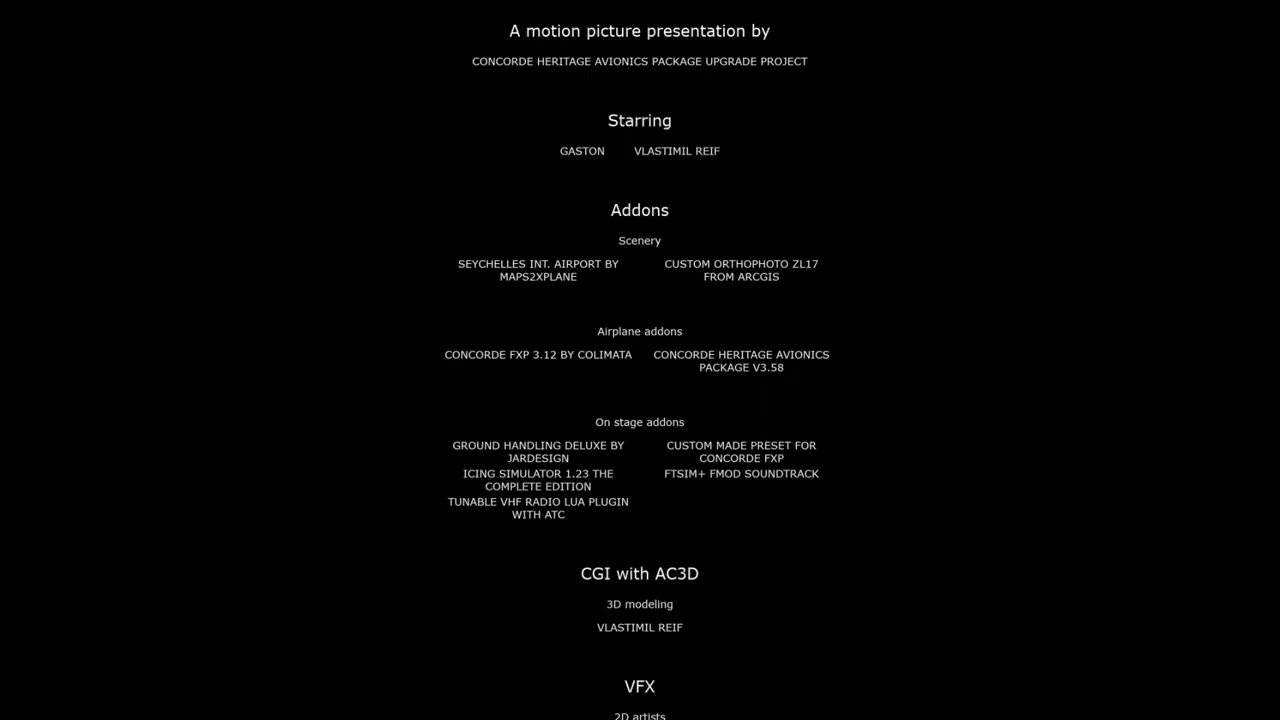 A motion picture presentation by
CONCORDE HERITAGE AVIONICS PACKAGE UPGRADE PROJECT
Starring
GASTON VLASTIMIL REIF
Addons
Scenery
SEYCHELLES INT. AIRPORT BY
MAPS2XPLANE
CUSTOM ORTHOPHOTO ZL17
FROM ARCGIS
Airplane addons
CONCORDE FXP 3.12 BY COLIMATA
CONCORDE HERITAGE AVIONICS
PACKAGE V3.58
On stage addons
GROUND HANDLING DELUXE BY
JARDESIGN
CUSTOM MADE PRESET FOR
CONCORDE FXP
ICING SIMULATOR 1.23 THE
COMPLETE EDITION
FTSIM+ FMOD SOUNDTRACK
TUNABLE VHF RADIO LUA PLUGIN
WITH ATC
CGI with AC3D
3D modeling
VLASTIMIL REIF
VFX
2D artists